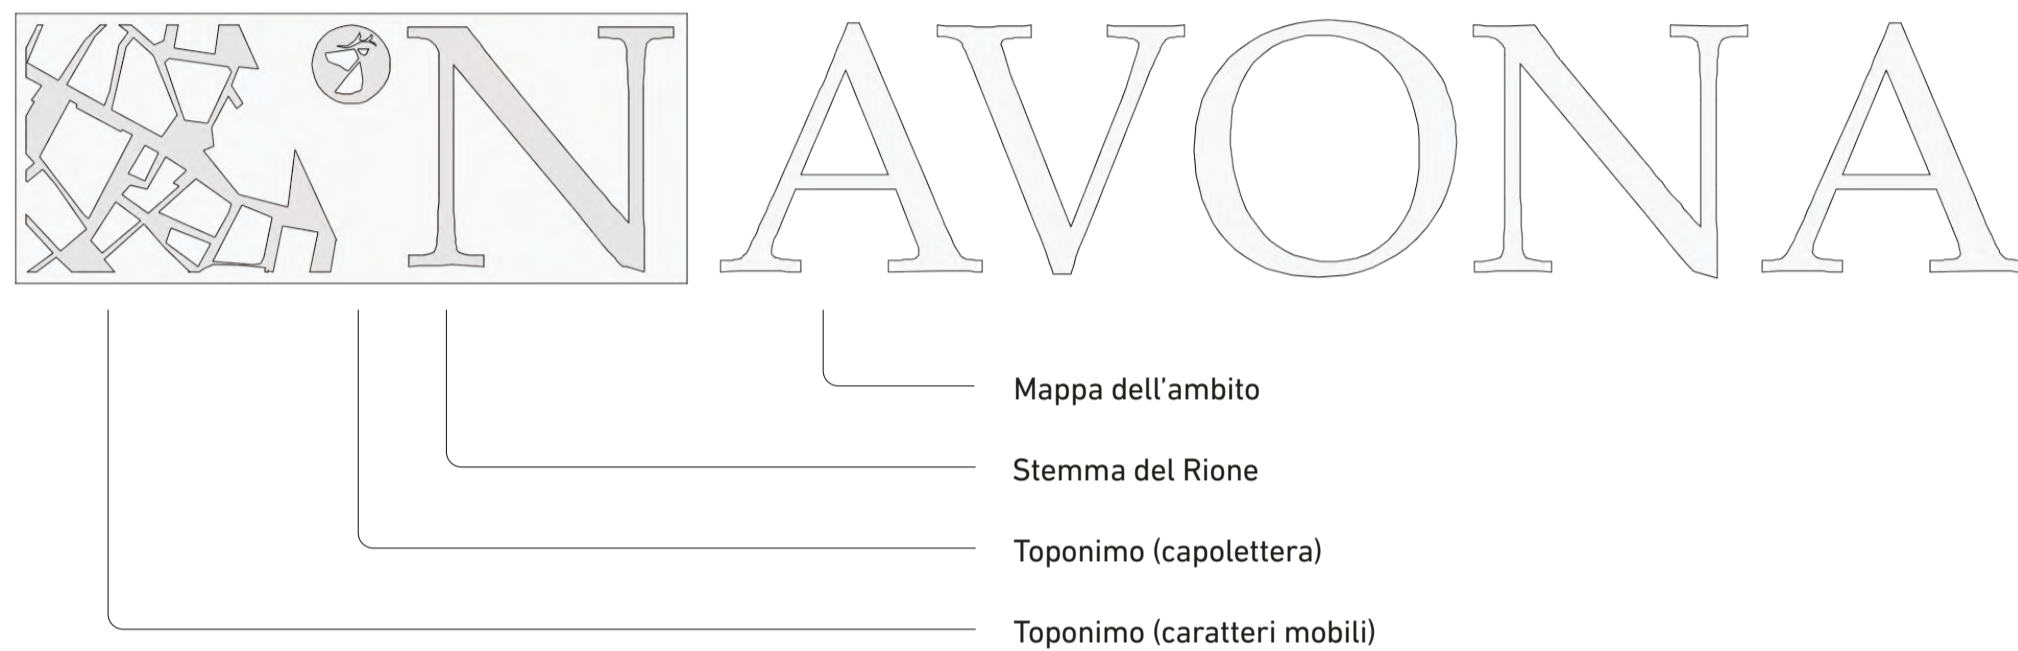 NAVONA
Mappa dell'ambito
Stemma del Rione
Toponimo (capolettera)
Toponimo (caratteri mobili)